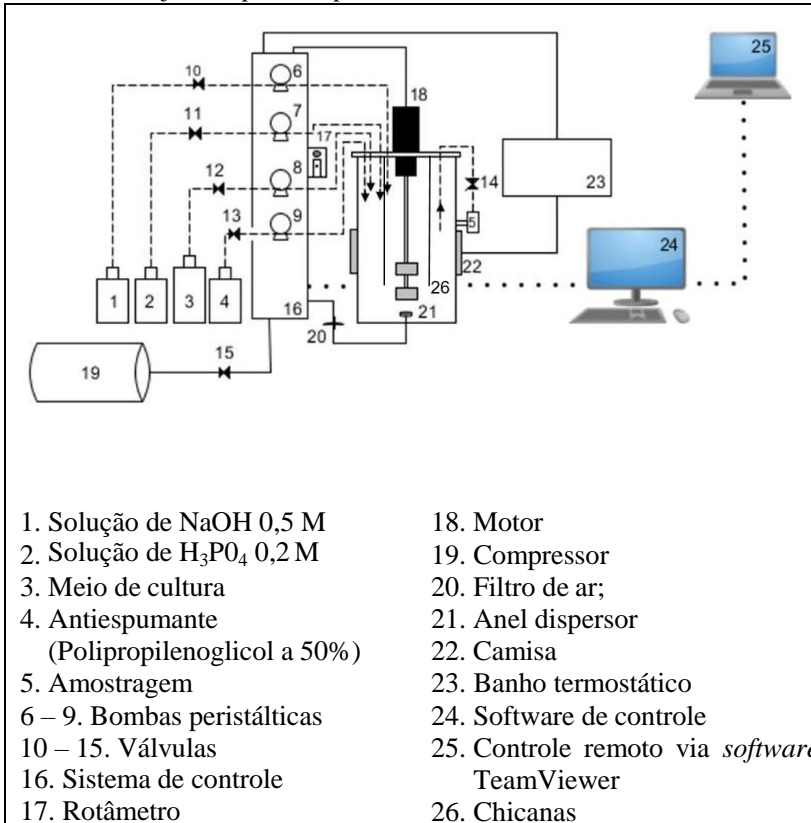 10
6
18
25
11
7
17
12
8
14
23
13
9
5
24
22
1
2
3
4
16
26
20
21
15
19
1. Solução de NaOH 0,5 M
2. Solução de H₃P0₄ 0,2 M
3. Meio de cultura
4. Antiespumante
(Polipropilenoglicol a 50%)
5. Amostragem
6 – 9. Bombas peristálticas
10 – 15. Válvulas
16. Sistema de controle
17. Rotâmetro
18. Motor
19. Compressor
20. Filtro de ar;
21. Anel dispersor
22. Camisa
23. Banho termostático
24. Software de controle
25. Controle remoto via software
TeamViewer
26. Chicanas